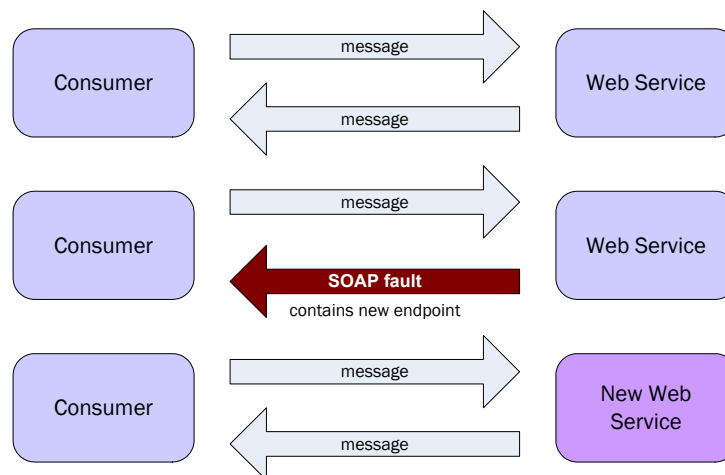 message
Consumer
Web Service
message
message
Consumer
Web Service
SOAP fault
contains new endpoint
message
Consumer
New Web
Service
message